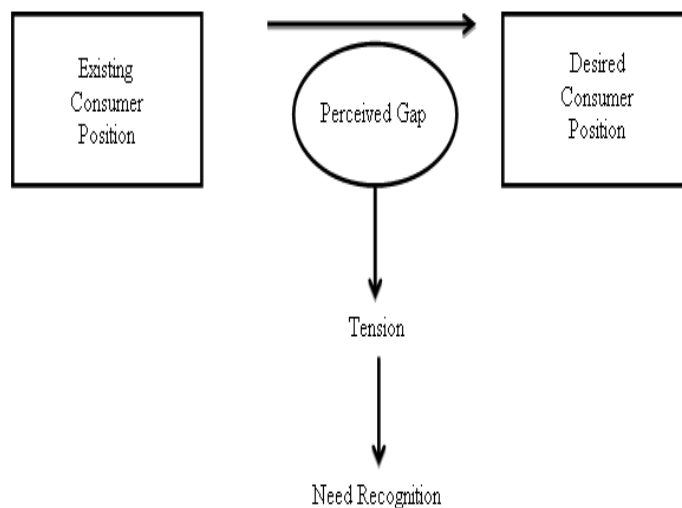 Existing
Consumer
Position
Perceived Gap
Desired
Consumer
Position
Tension
Need Recognition